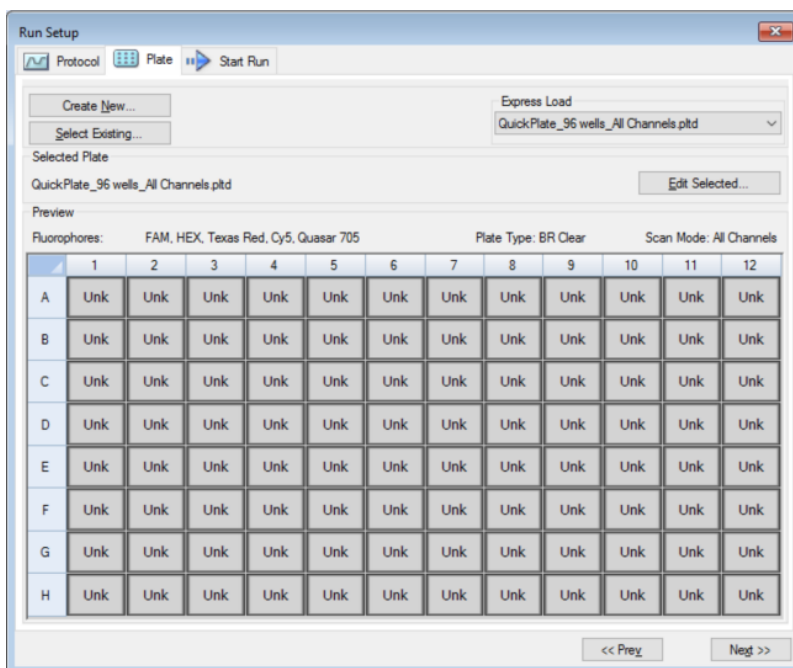 Run Setup
Protocol Plate Start Run
Create New... Express Load
Select Existing... QuickPlate_96 wells_All Channels.pltd
Selected Plate
QuickPlate_96 wells_All Channels.pltd Edit Selected...
Preview
Fluorophores: FAM, HEX, Texas Red, Cy5, Quasar 705 Plate Type: BR Clear Scan Mode: All Channels
1 2 3 4 5 6 7 8 9 10 11 12
A Unk Unk Unk Unk Unk Unk Unk Unk Unk Unk Unk Unk
B Unk Unk Unk Unk Unk Unk Unk Unk Unk Unk Unk Unk
C Unk Unk Unk Unk Unk Unk Unk Unk Unk Unk Unk Unk
D Unk Unk Unk Unk Unk Unk Unk Unk Unk Unk Unk Unk
E Unk Unk Unk Unk Unk Unk Unk Unk Unk Unk Unk Unk
F Unk Unk Unk Unk Unk Unk Unk Unk Unk Unk Unk Unk
G Unk Unk Unk Unk Unk Unk Unk Unk Unk Unk Unk Unk
H Unk Unk Unk Unk Unk Unk Unk Unk Unk Unk Unk Unk
<< Prev Next >>